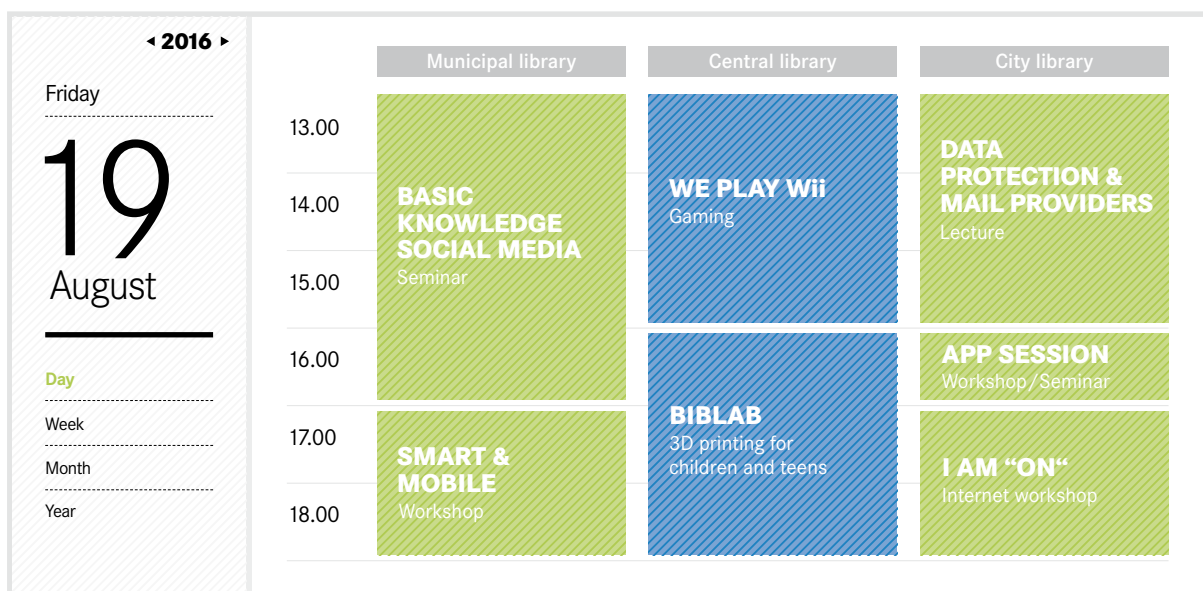 ◂ 2016 ▸
Friday
19
August
Day
Week
Month
Year
Municipal library
Central library
City library
13.00
14.00
15.00
16.00
17.00
18.00
BASIC
KNOWLEDGE
SOCIAL MEDIA
Seminar
SMART &
MOBILE
Workshop
WE PLAY Wii
Gaming
BIBLAB
3D printing for
children and teens
DATA
PROTECTION &
MAIL PROVIDERS
Lecture
APP SESSION
Workshop/Seminar
I AM “ON“
Internet workshop